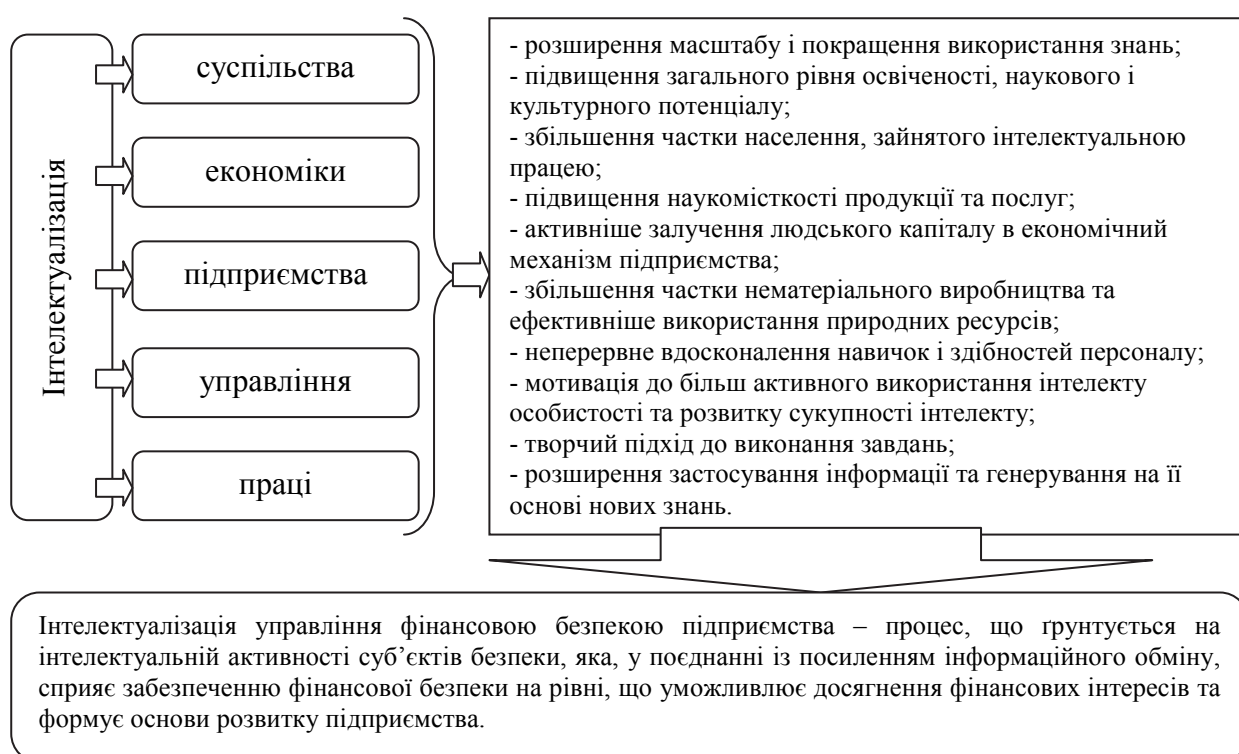 Інтелектуалізація
суспільства
економіки
підприємства
управління
праці
- розширення масштабу і покращення використання знань;
- підвищення загального рівня освіченості, наукового і
культурного потенціалу;
- збільшення частки населення, зайнятого інтелектуальною
працею;
- підвищення наукомісткості продукції та послуг;
- активніше залучення людського капіталу в економічний
механізм підприємства;
- збільшення частки нематеріального виробництва та
ефективніше використання природних ресурсів;
- неперервне вдосконалення навичок і здібностей персоналу;
- мотивація до більш активного використання інтелекту
особистості та розвитку сукупності інтелекту;
- творчий підхід до виконання завдань;
- розширення застосування інформації та генерування на її
основі нових знань.
Інтелектуалізація управління фінансовою безпекою підприємства – процес, що ґрунтується на
інтелектуальній активності суб’єктів безпеки, яка, у поєднанні із посиленням інформаційного обміну,
сприяє забезпеченню фінансової безпеки на рівні, що уможливлює досягнення фінансових інтересів та
формує основи розвитку підприємства.